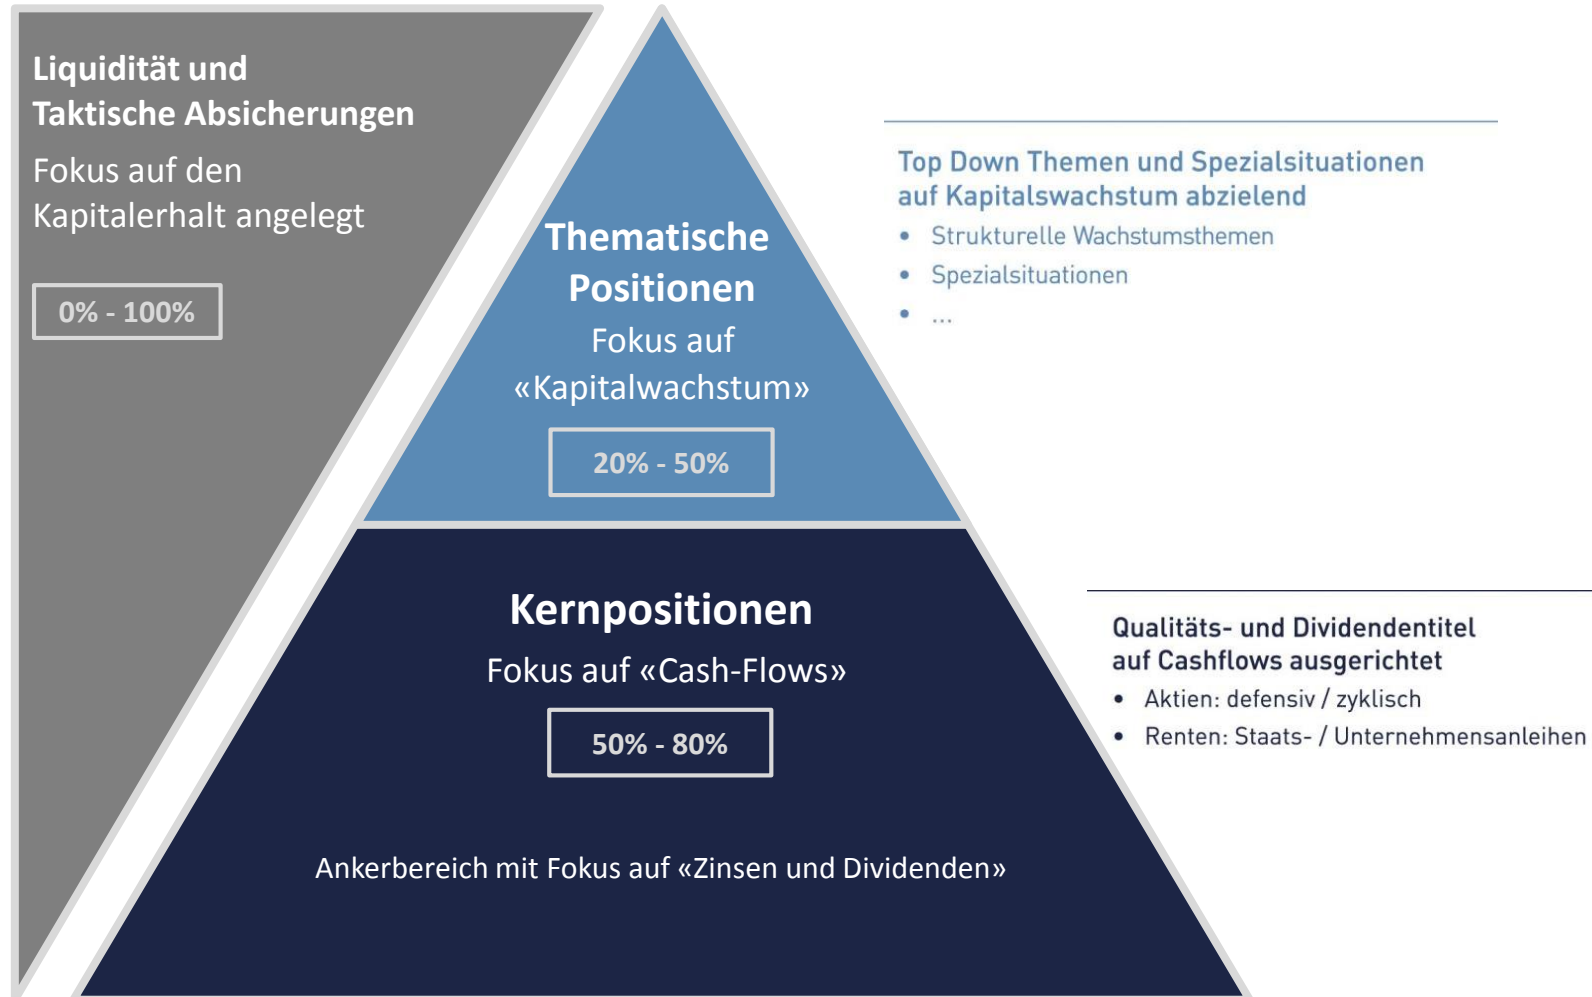 Liquidität und
Taktische Absicherungen
Fokus auf den
Kapitalerhalt angelegt
0% - 100%
Thematische
Positionen
Fokus auf
«Kapitalwachstum»
20% - 50%
Top Down Themen und Spezialsituationen
auf Kapitalswachstum abzielend
• Strukturelle Wachstumsthemen
• Spezialsituationen
• ...
Kernpositionen
Fokus auf «Cash-Flows»
50% - 80%
Ankerbereich mit Fokus auf «Zinsen und Dividenden»
Qualitäts- und Dividendentitel
auf Cashflows ausgerichtet
• Aktien: defensiv / zyklisch
• Renten: Staats- / Unternehmensanleihen